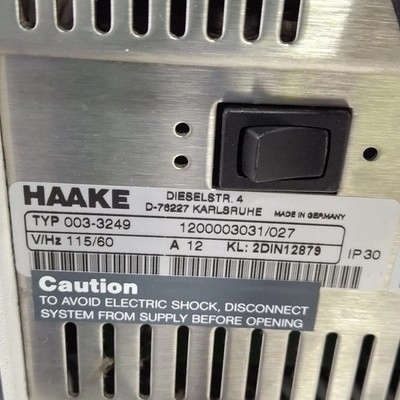 HAAKE
DIESELSTR. 4
D-76227 KARLSRUHE MADE IN GERMANY
TYP 003-3249 1200003031/027
V/Hz 115/60 A 12 KL: 2DIN12879
IP30
Caution
TO AVOID ELECTRIC SHOCK, DISCONNECT
SYSTEM FROM SUPPLY BEFORE OPENING